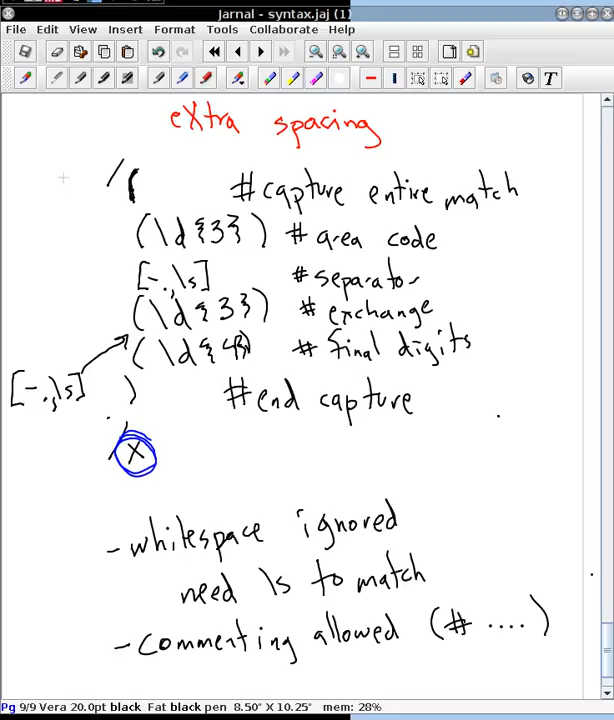 Jarnal - syntax.jaj (1)
File Edit View Insert Format Tools Collaborate Help
eXtra spacing
/( #capture entire match
(\d{3}) # area code
[-.,\s] #separator
(\d{3}) # exchange
(\d{4}) # final digits
[-.,\s] ) #end capture
/x
- whitespace ignored
need \s to match
- commenting allowed (# ....)
Pg 9/9 Vera 20.0pt black Fat black pen 8.50" X 10.25" mem: 28%